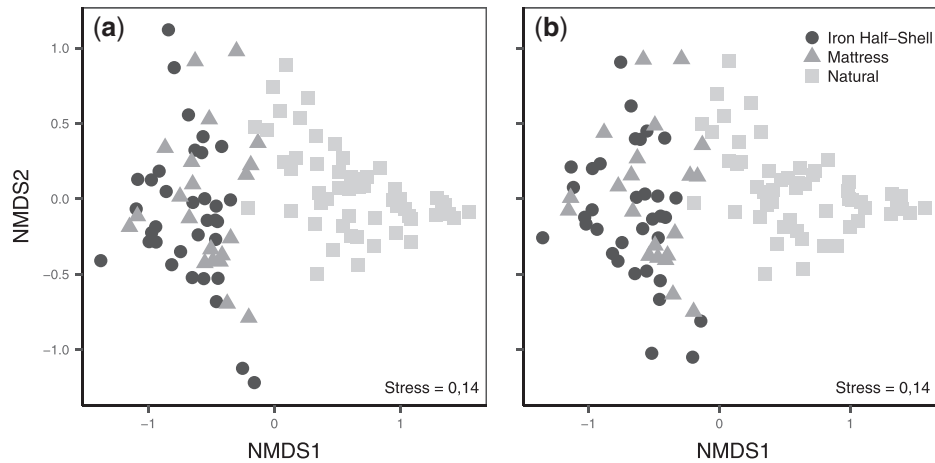 (a)
(b)
Iron Half-Shell
Mattress
Natural
1.0
0.5
0.0
−0.5
−1.0
NMDS2
Stress = 0,14
Stress = 0,14
−1
0
1
−1
0
1
NMDS1
NMDS1